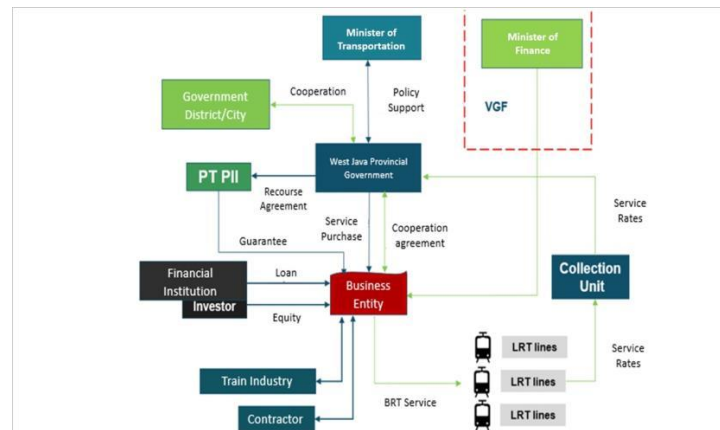 Minister of
Transportation
Minister of
Finance
Government
District/City
Cooperation
Policy
Support
VGF
West Java Provincial
Government
PT PII
Recourse
Agreement
Service
Purchase
Cooperation
agreement
Service
Rates
Guarantee
Financial
Institution
Investor
Loan
Equity
Business
Entity
Collection
Unit
LRT lines
LRT lines
LRT lines
Service
Rates
Train Industry
BRT Service
Contractor